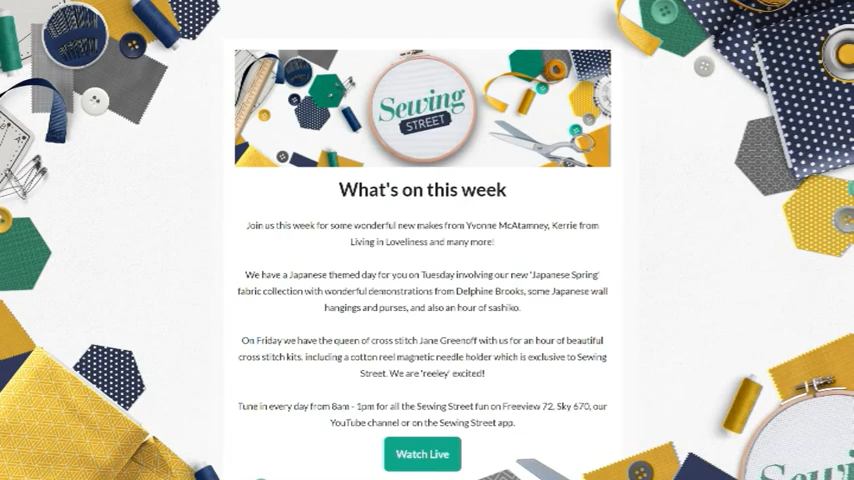 Sewing
STREET
What's on this week
Join us this week for some wonderful new makes from Yvonne McAtamney, Kerrie from
Living in Loveliness and many more!
We have a Japanese themed day for you on Tuesday involving our new 'Japanese Spring'
fabric collection with wonderful demonstrations from Delphine Brooks, some Japanese wall
hangings and purses, and also an hour of sashiko.
On Friday we have the queen of cross stitch Jane Greenoff with us for an hour of beautiful
cross stitch kits, including a cotton reel magnetic needle holder which is exclusive to Sewing
Street. We are 'reeley' excited!
Tune in every day from 8am - 1pm for all the Sewing Street fun on Freeview 72, Sky 670, our
YouTube channel or on the Sewing Street app.
Watch Live